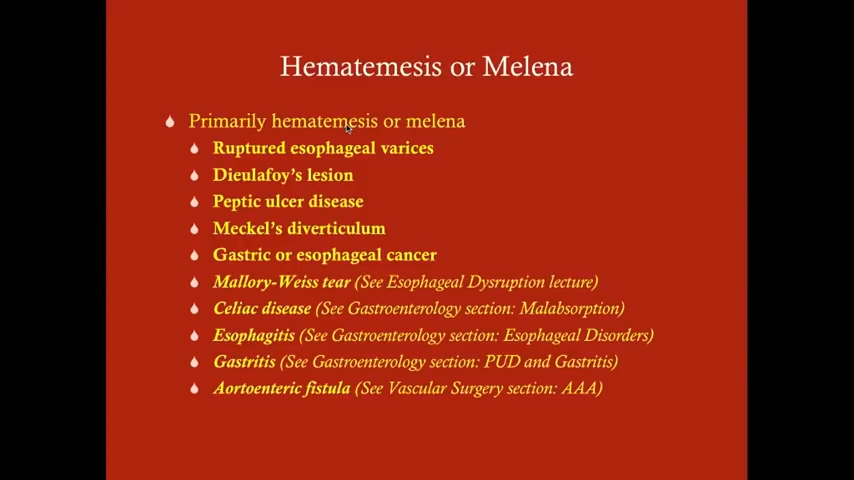 Hematemesis or Melena
Primarily hematemesis or melena
Ruptured esophageal varices
Dieulafoy's lesion
Peptic ulcer disease
Meckel's diverticulum
Gastric or esophageal cancer
Mallory-Weiss tear (See Esophageal Dysruption lecture)
Celiac disease (See Gastroenterology section: Malabsorption)
Esophagitis (See Gastroenterology section: Esophageal Disorders)
Gastritis (See Gastroenterology section: PUD and Gastritis)
Aortoenteric fistula (See Vascular Surgery section: AAA)